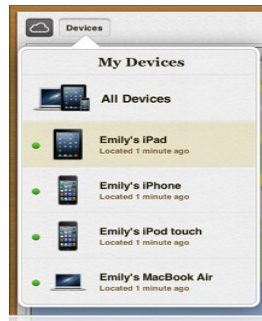 Devices
My Devices
All Devices
Emily's iPad
Located 1 minute ago
Emily's iPhone
Located 1 minute ago
Emily's iPod touch
Located 1 minute ago
Emily's MacBook Air
Located 1 minute ago